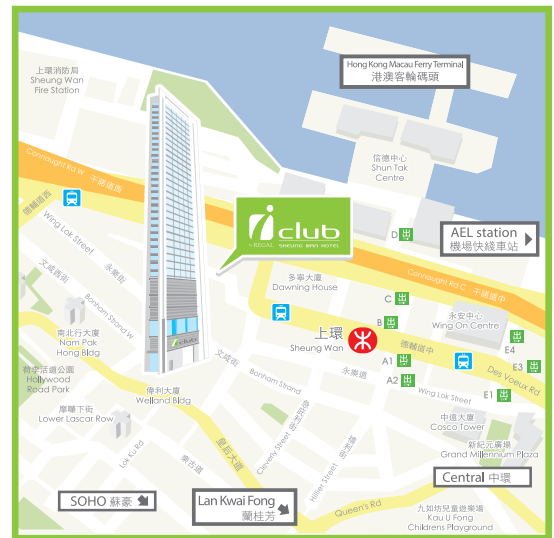 Hong Kong Macau Ferry Terminal
港澳客輪碼頭
上環消防局
Sheung Wan
Fire Station
信德中心
Shun Tak
Centre
Connaught Rd W 干諾道西
德輔道西
Wing Lok Street
永樂街
文咸西街
Bonham Strand W
iclub
by REGAL SHEUNG WAN HOTEL
D
AEL station
機場快綫車站
Connaught Rd C 干諾道中
多寧大廈
Dawning House
C
B
永安中心
Wing On Centre
上環
Sheung Wan
德輔道中
Des Voeux Rd
E4
E3
E1
A1
A2
南北行大廈
Nam Pak
Hong Bldg
iclub
文咸街
Bonham Strand
永樂道
Wing Lok Street
荷李活道公園
Hollywood
Road Park
偉利大廈
Welland Bldg
摩囉下街
Lower Lascar Row
中遠大廈
Cosco Tower
新紀元廣場
Grand Millennium Plaza
Cleverly Street
Hillier Street
皇后大道
Lok Ku Rd
Central 中環
SOHO 蘇豪
Lan Kwai Fong
蘭桂芳
Queen's Rd
九如坊兒童遊樂場
Kau U Fong
Childrens Playground